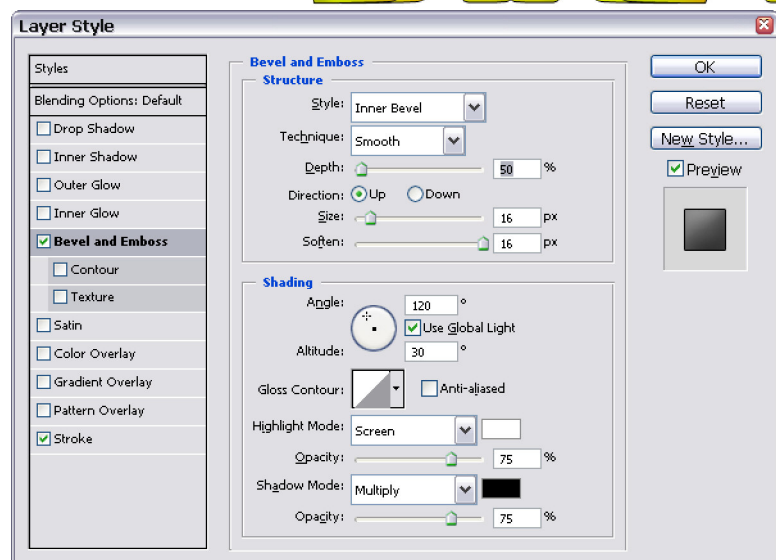 Layer Style
Styles
Blending Options: Default
Drop Shadow
Inner Shadow
Outer Glow
Inner Glow
Bevel and Emboss
Contour
Texture
Satin
Color Overlay
Gradient Overlay
Pattern Overlay
Stroke
Bevel and Emboss
Structure
Style: Inner Bevel
Technique: Smooth
Depth: 50 %
Direction: Up Down
Size: 16 px
Soften: 16 px
Shading
Angle: 120 °
Use Global Light
Altitude: 30 °
Gloss Contour: Anti-aliased
Highlight Mode: Screen
Opacity: 75 %
Shadow Mode: Multiply
Opacity: 75 %
OK
Reset
New Style...
Preview